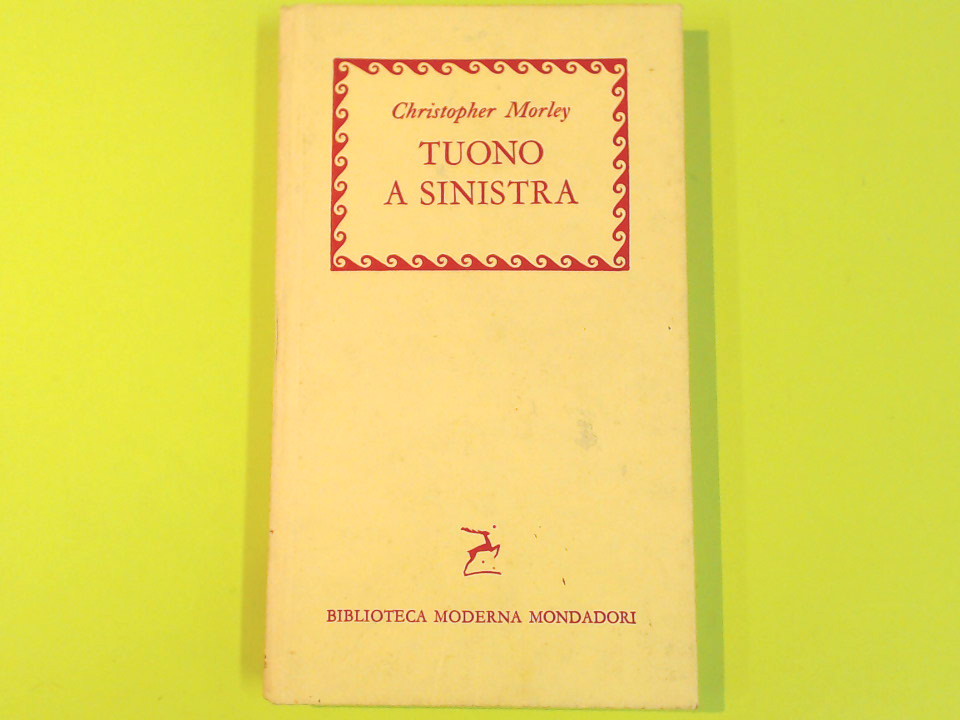 Christopher Morley
TUONO
A SINISTRA
BIBLIOTECA MODERNA MONDADORI